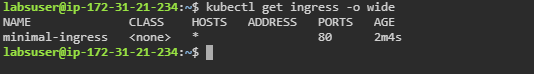 labsuser@ip-172-31-21-234:~$ kubectl get ingress -o wide
NAME CLASS HOSTS ADDRESS PORTS AGE
minimal-ingress <none> * 80 2m4s
labsuser@ip-172-31-21-234:~$